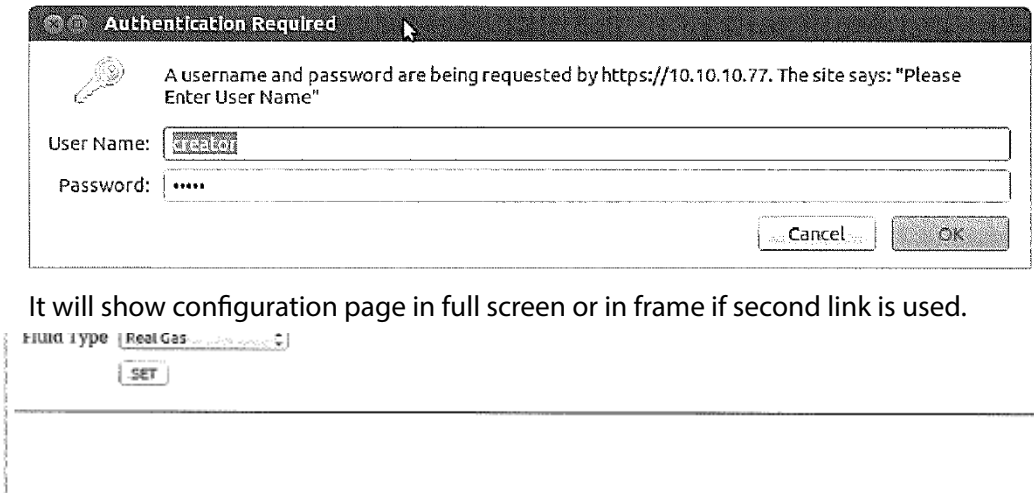 Authentication Required
A username and password are being requested by https://10.10.10.77. The site says: "Please
Enter User Name"
User Name: creator
Password: •••••
Cancel OK
It will show configuration page in full screen or in frame if second link is used.
Fluid Type Real Gas
SET